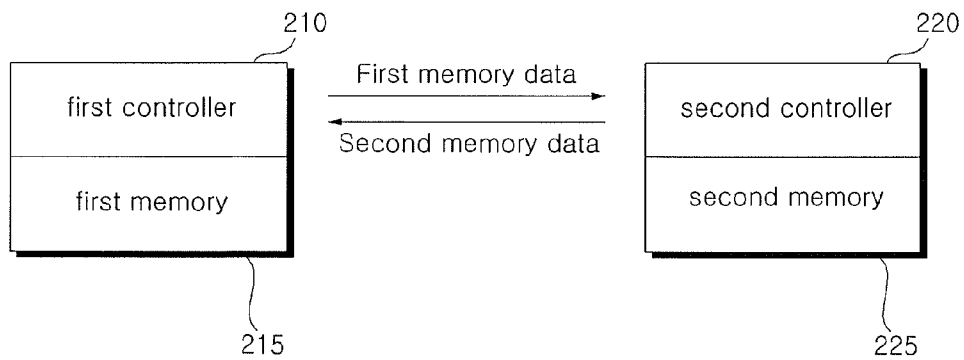 210
220
First memory data
first controller
second controller
Second memory data
first memory
second memory
215
225